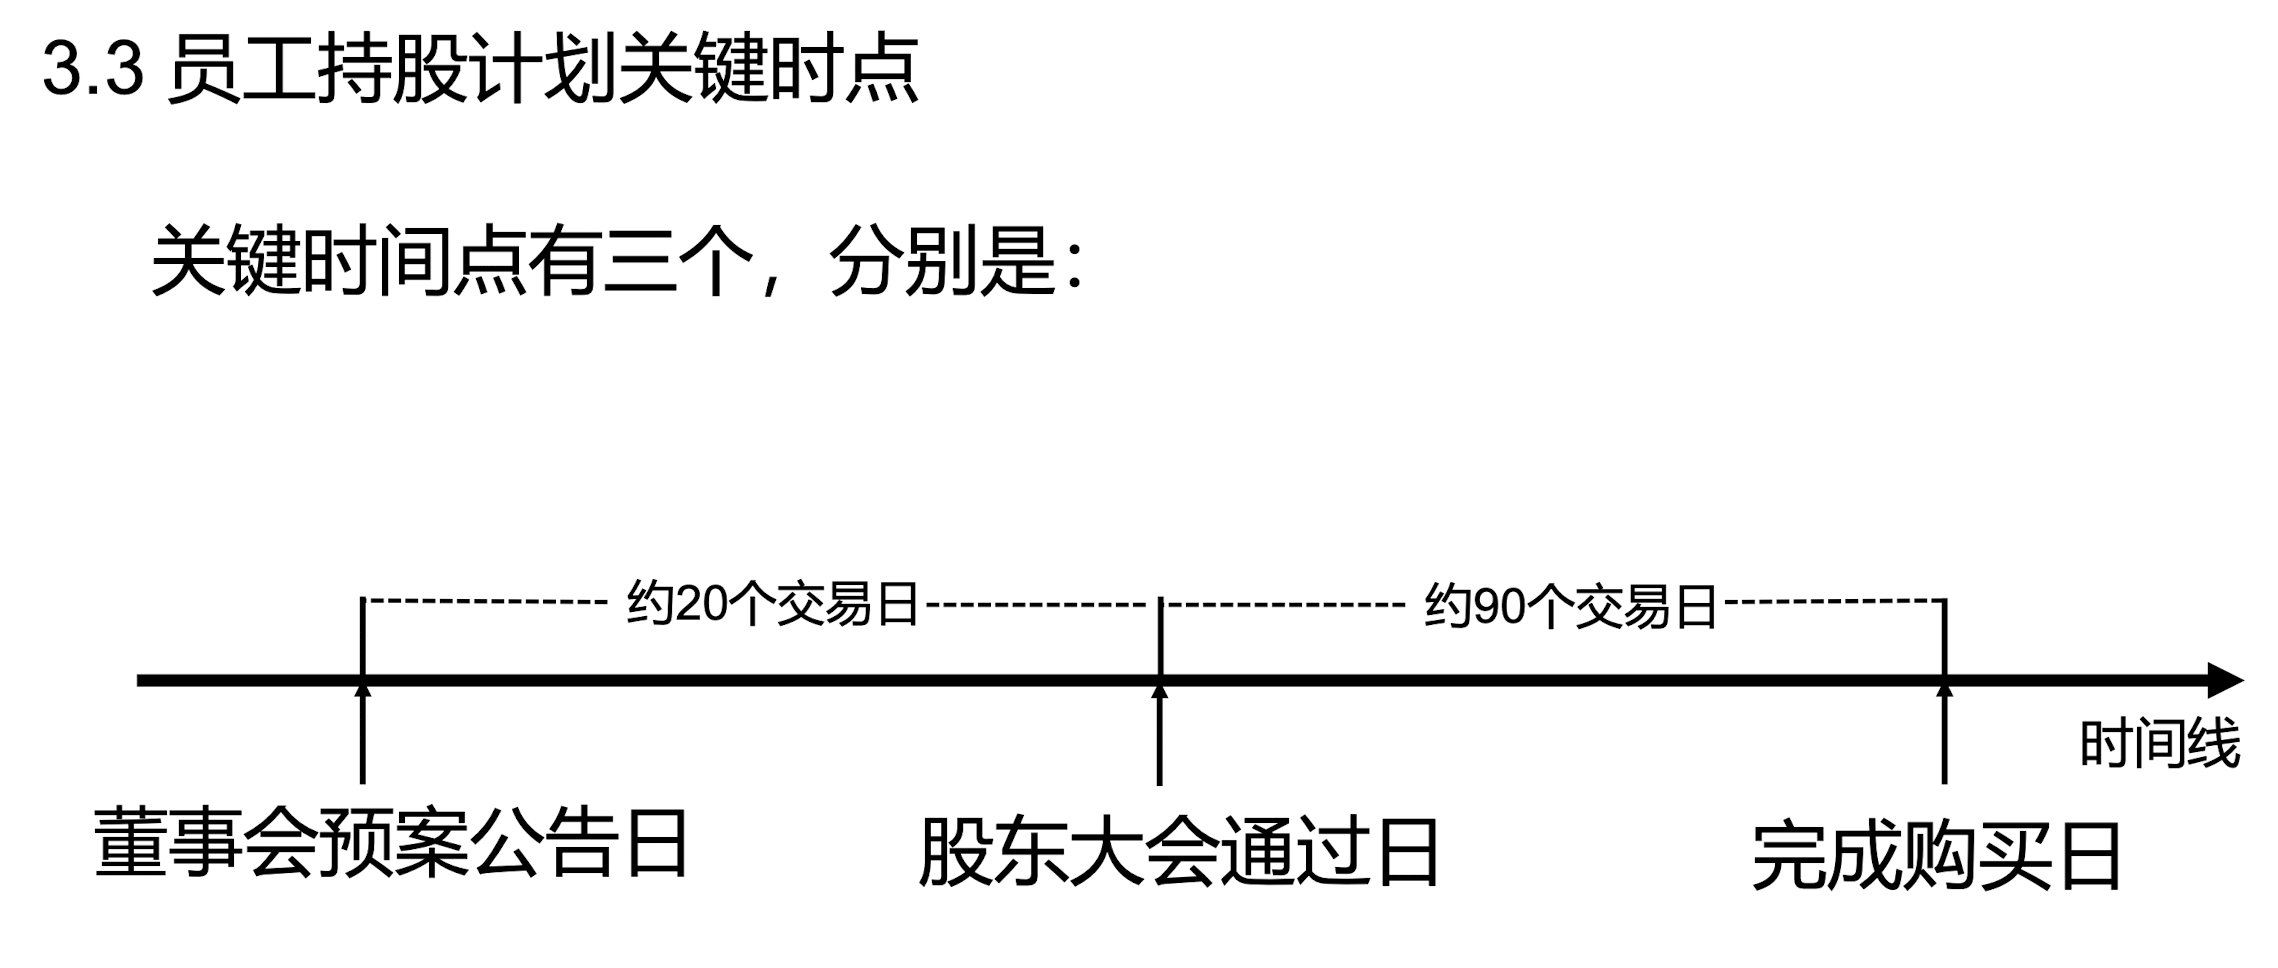 3.3 员工持股计划关键时点
关键时间点有三个，分别是：
约20个交易日
约90个交易日
时间线
董事会预案公告日
股东大会通过日
完成购买日